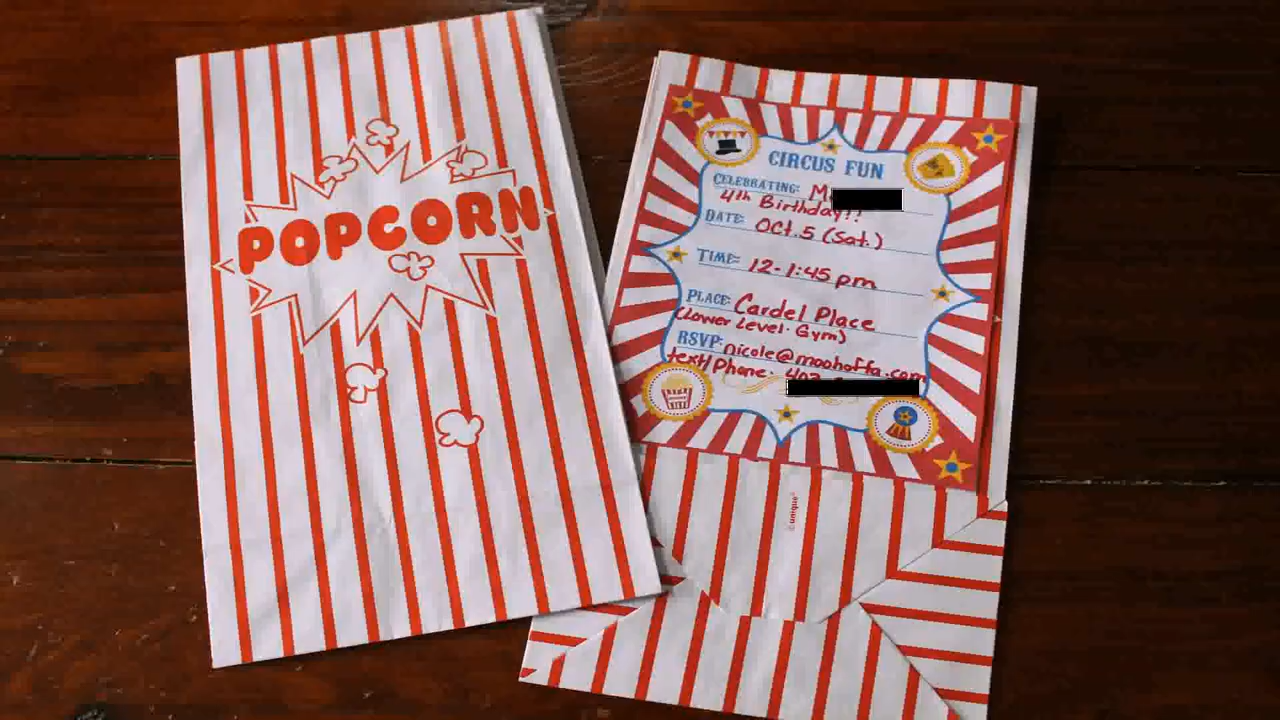 POPCORN
CIRCUS FUN
CELEBRATING: M
4th Birthday!!
DATE: Oct. 5 (Sat.)
TIME: 12-1:45 pm
PLACE: Cardel Place
(Lower Level. Gym)
RSVP: nicole@moohoffa.com
text/Phone: 403
unique